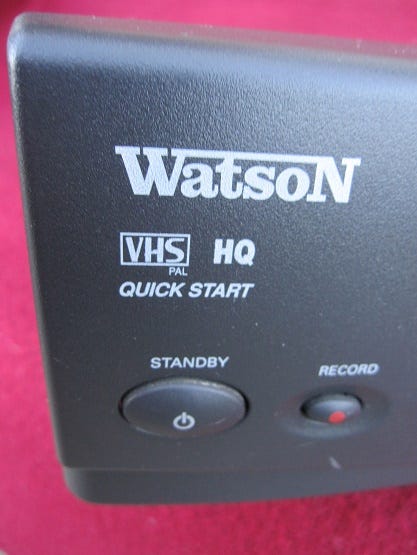 WatsoN
VHS HQ
PAL
QUICK START
STANDBY
RECORD